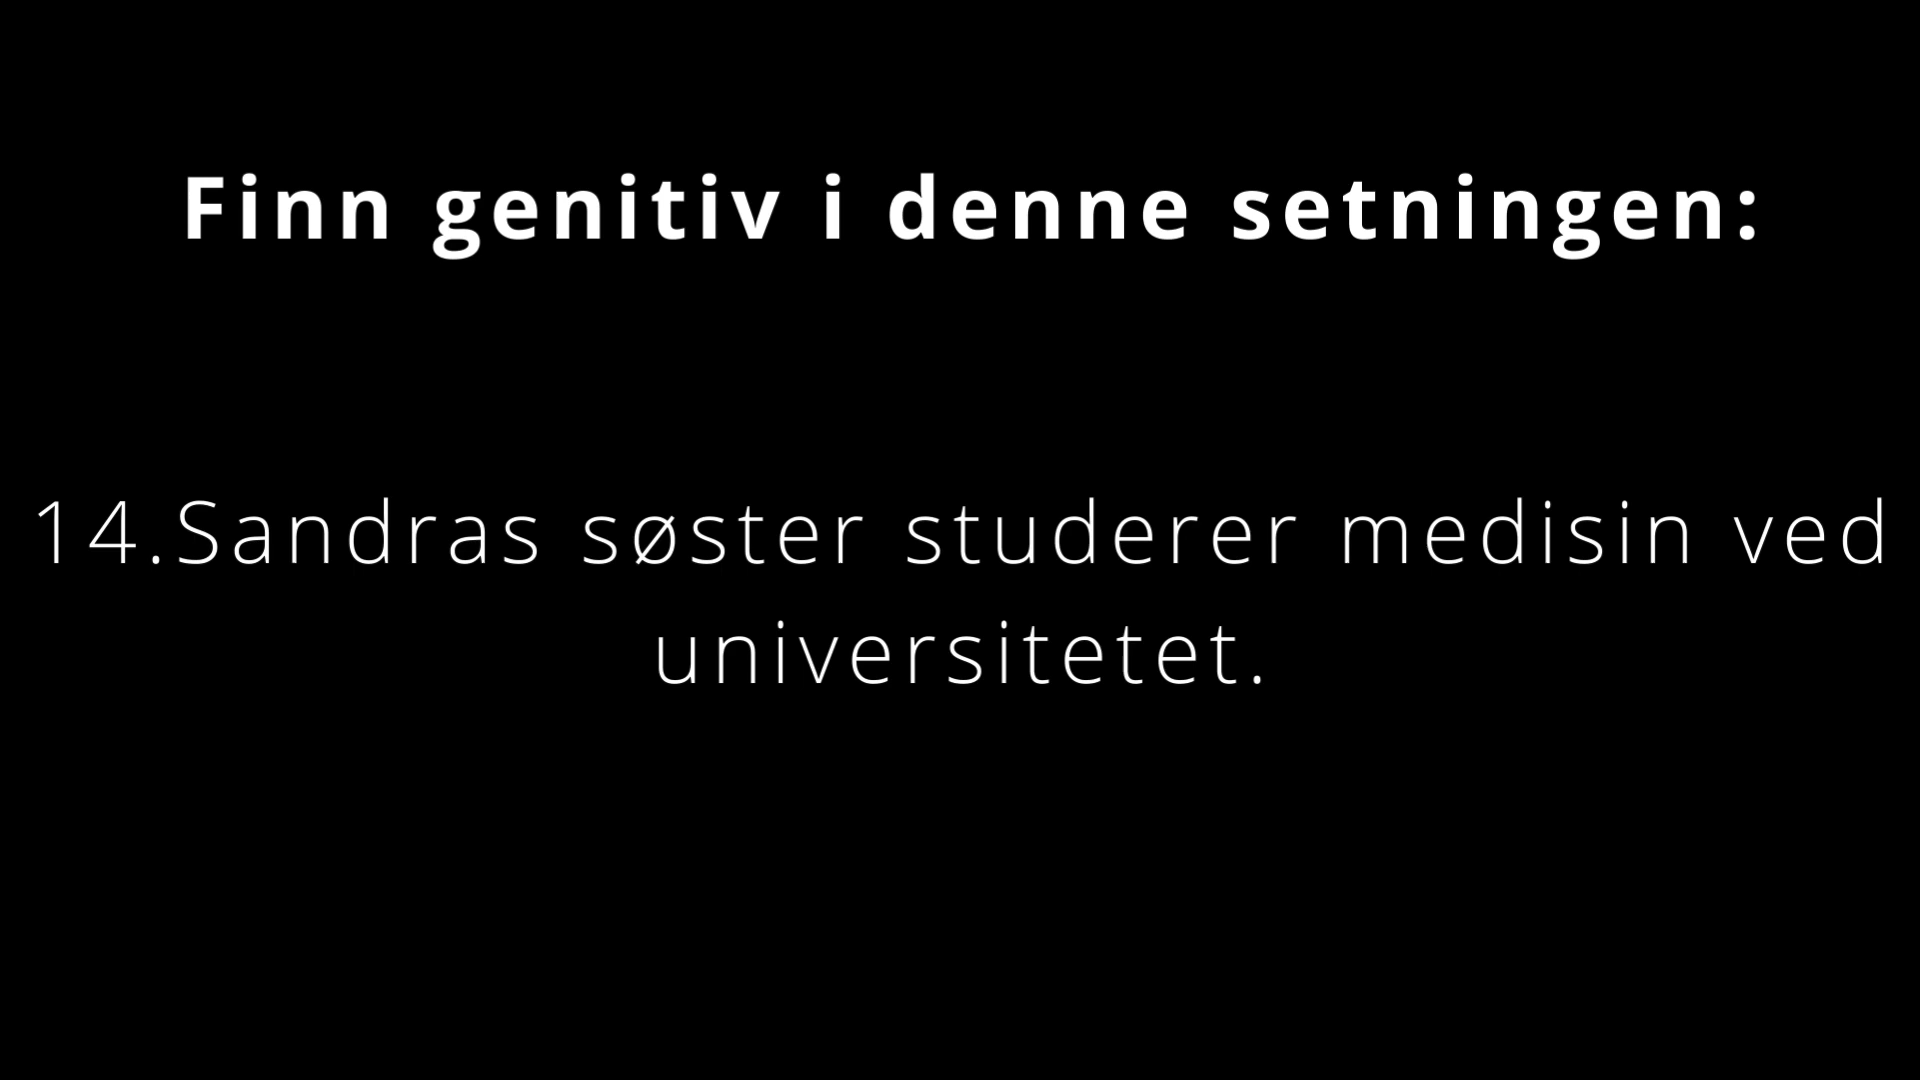 Finn genitiv i denne setningen:
14.Sandras søster studerer medisin ved
universitetet.